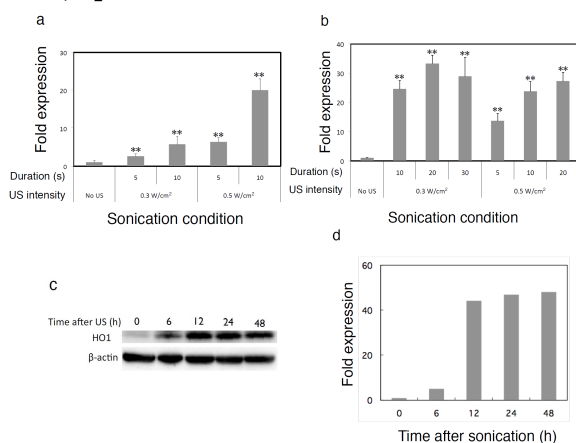 a
30
20
10
0
Fold expression
** ** ** **
Duration (s) 5 10 5 10
US intensity No US 0.3 W/cm² 0.5 W/cm²
Sonication condition
b
40
30
20
10
0
Fold expression
** ** ** ** ** **
Duration (s) 10 20 30 5 10 20
US intensity No US 0.3 W/cm² 0.5 W/cm²
Sonication condition
c
Time after US (h) 0 6 12 24 48
HO1
β-actin
d
60
40
20
0
Fold expression
0 6 12 24 48
Time after sonication (h)